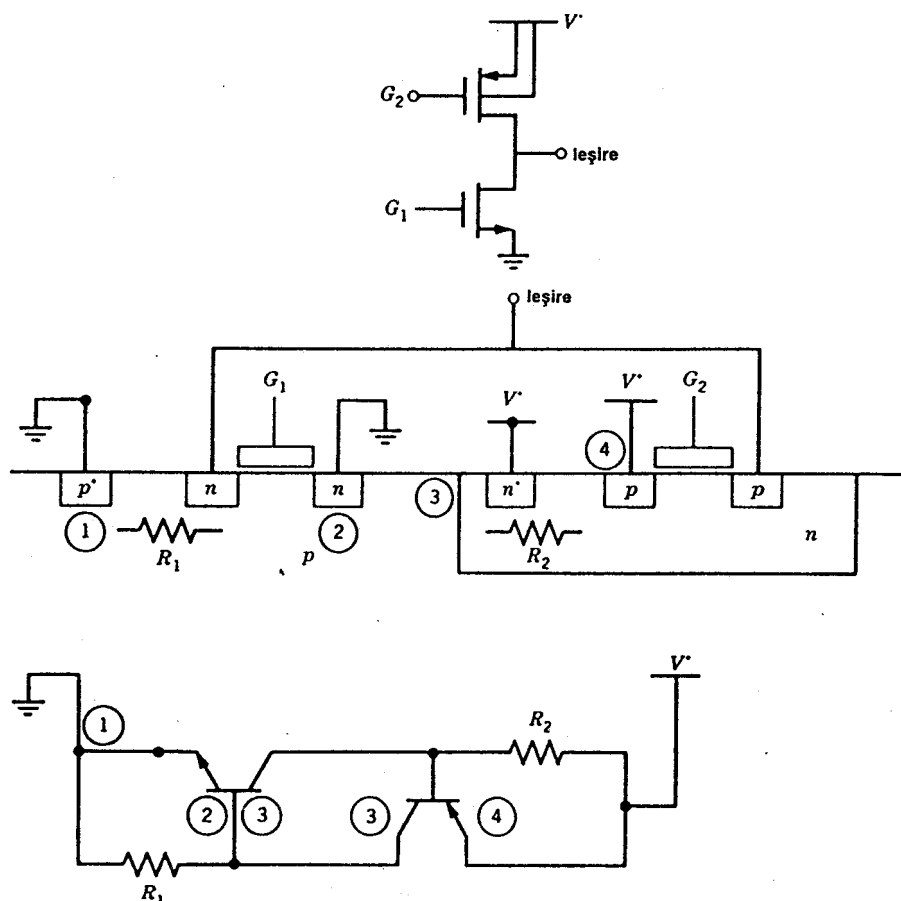 V⁺
G₂
Ieşire
G₁
Ieşire
G₁
V⁺
V⁺
G₂
4
p⁺
n
n
3
n⁺
p
p
1
R₁
p
2
R₂
n
V⁺
1
R₂
2
3
3
4
R₁